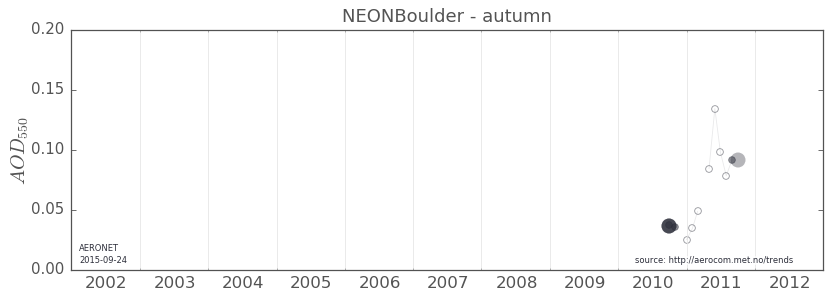 NEONBoulder - autumn
0.20
0.15
0.10
0.05
0.00
AOD550
AERONET
2015-09-24
source: http://aerocom.met.no/trends
2002 2003 2004 2005 2006 2007 2008 2009 2010 2011 2012